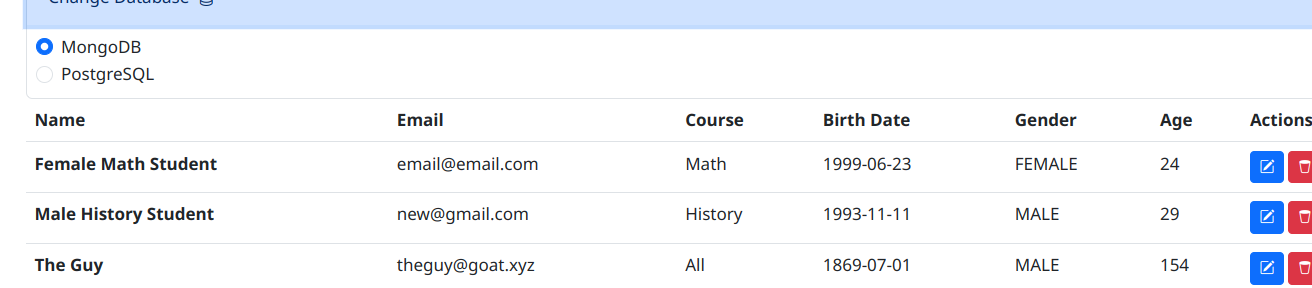 Change Database
MongoDB
PostgreSQL
Name Email Course Birth Date Gender Age Actions
Female Math Student email@email.com Math 1999-06-23 FEMALE 24
Male History Student new@gmail.com History 1993-11-11 MALE 29
The Guy theguy@goat.xyz All 1869-07-01 MALE 154